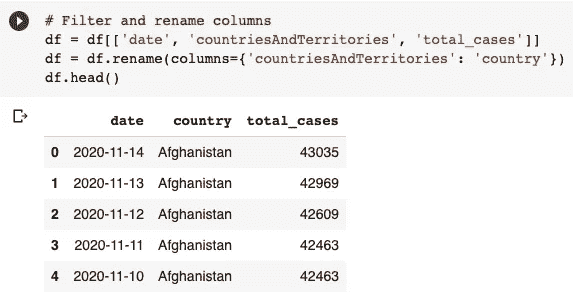 # Filter and rename columns
df = df[['date', 'countriesAndTerritories', 'total_cases']]
df = df.rename(columns={'countriesAndTerritories': 'country'})
df.head()
date country total_cases
0 2020-11-14 Afghanistan 43035
1 2020-11-13 Afghanistan 42969
2 2020-11-12 Afghanistan 42609
3 2020-11-11 Afghanistan 42463
4 2020-11-10 Afghanistan 42463